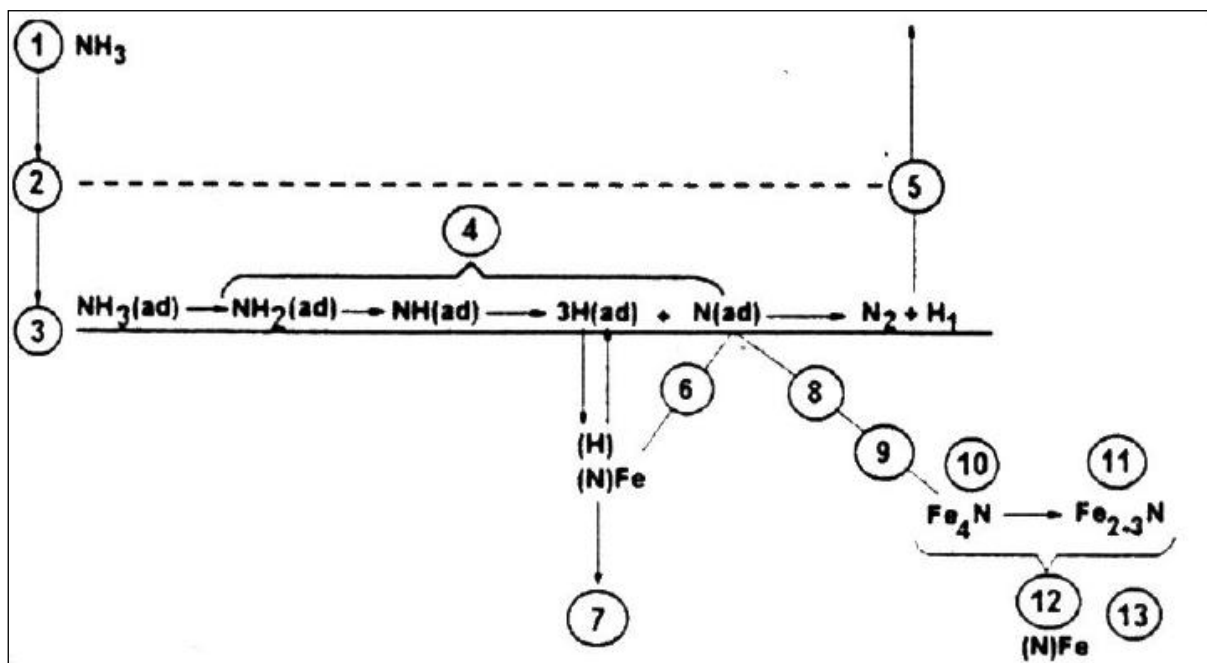 1 NH3
2 5
4
3 NH3(ad) → NH2(ad) → NH(ad) → 3H(ad) + N(ad) → N2 + H1
6 8
(H) 9 10 11
(N)Fe
Fe4N → Fe2-3N
7 12 13
(N)Fe